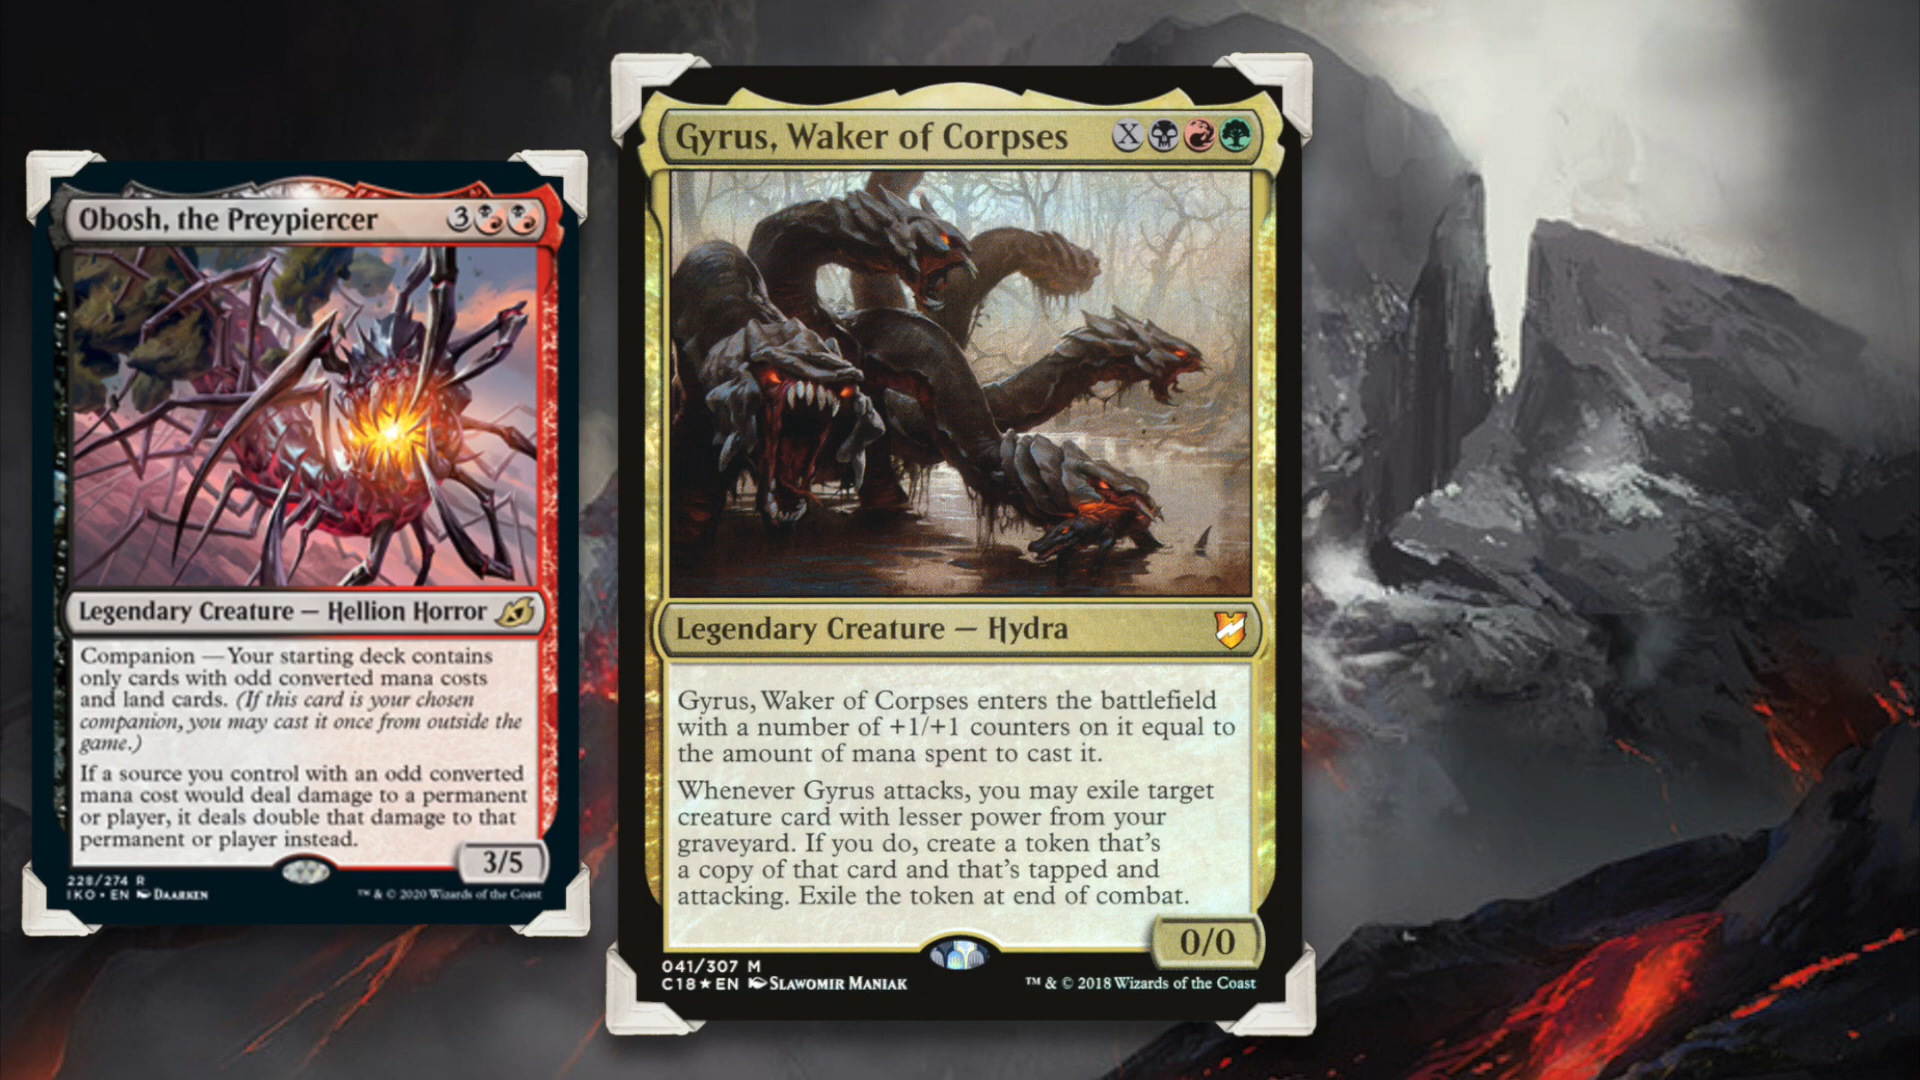 Obosh, the Preypiercer 3
Legendary Creature — Hellion Horror
Companion — Your starting deck contains
only cards with odd converted mana costs
and land cards. (If this card is your chosen
companion, you may cast it once from outside the
game.)
If a source you control with an odd converted
mana cost would deal damage to a permanent
or player, it deals double that damage to that
permanent or player instead.
3/5
228/274 R
IKO • EN DAARKEN
™ & © 2020 Wizards of the Coast
Gyrus, Waker of Corpses X
Legendary Creature — Hydra
Gyrus, Waker of Corpses enters the battlefield
with a number of +1/+1 counters on it equal to
the amount of mana spent to cast it.
Whenever Gyrus attacks, you may exile target
creature card with lesser power from your
graveyard. If you do, create a token that's
a copy of that card and that's tapped and
attacking. Exile the token at end of combat.
0/0
041/307 M
C18★EN SLAWOMIR MANIAK
™ & © 2018 Wizards of the Coast